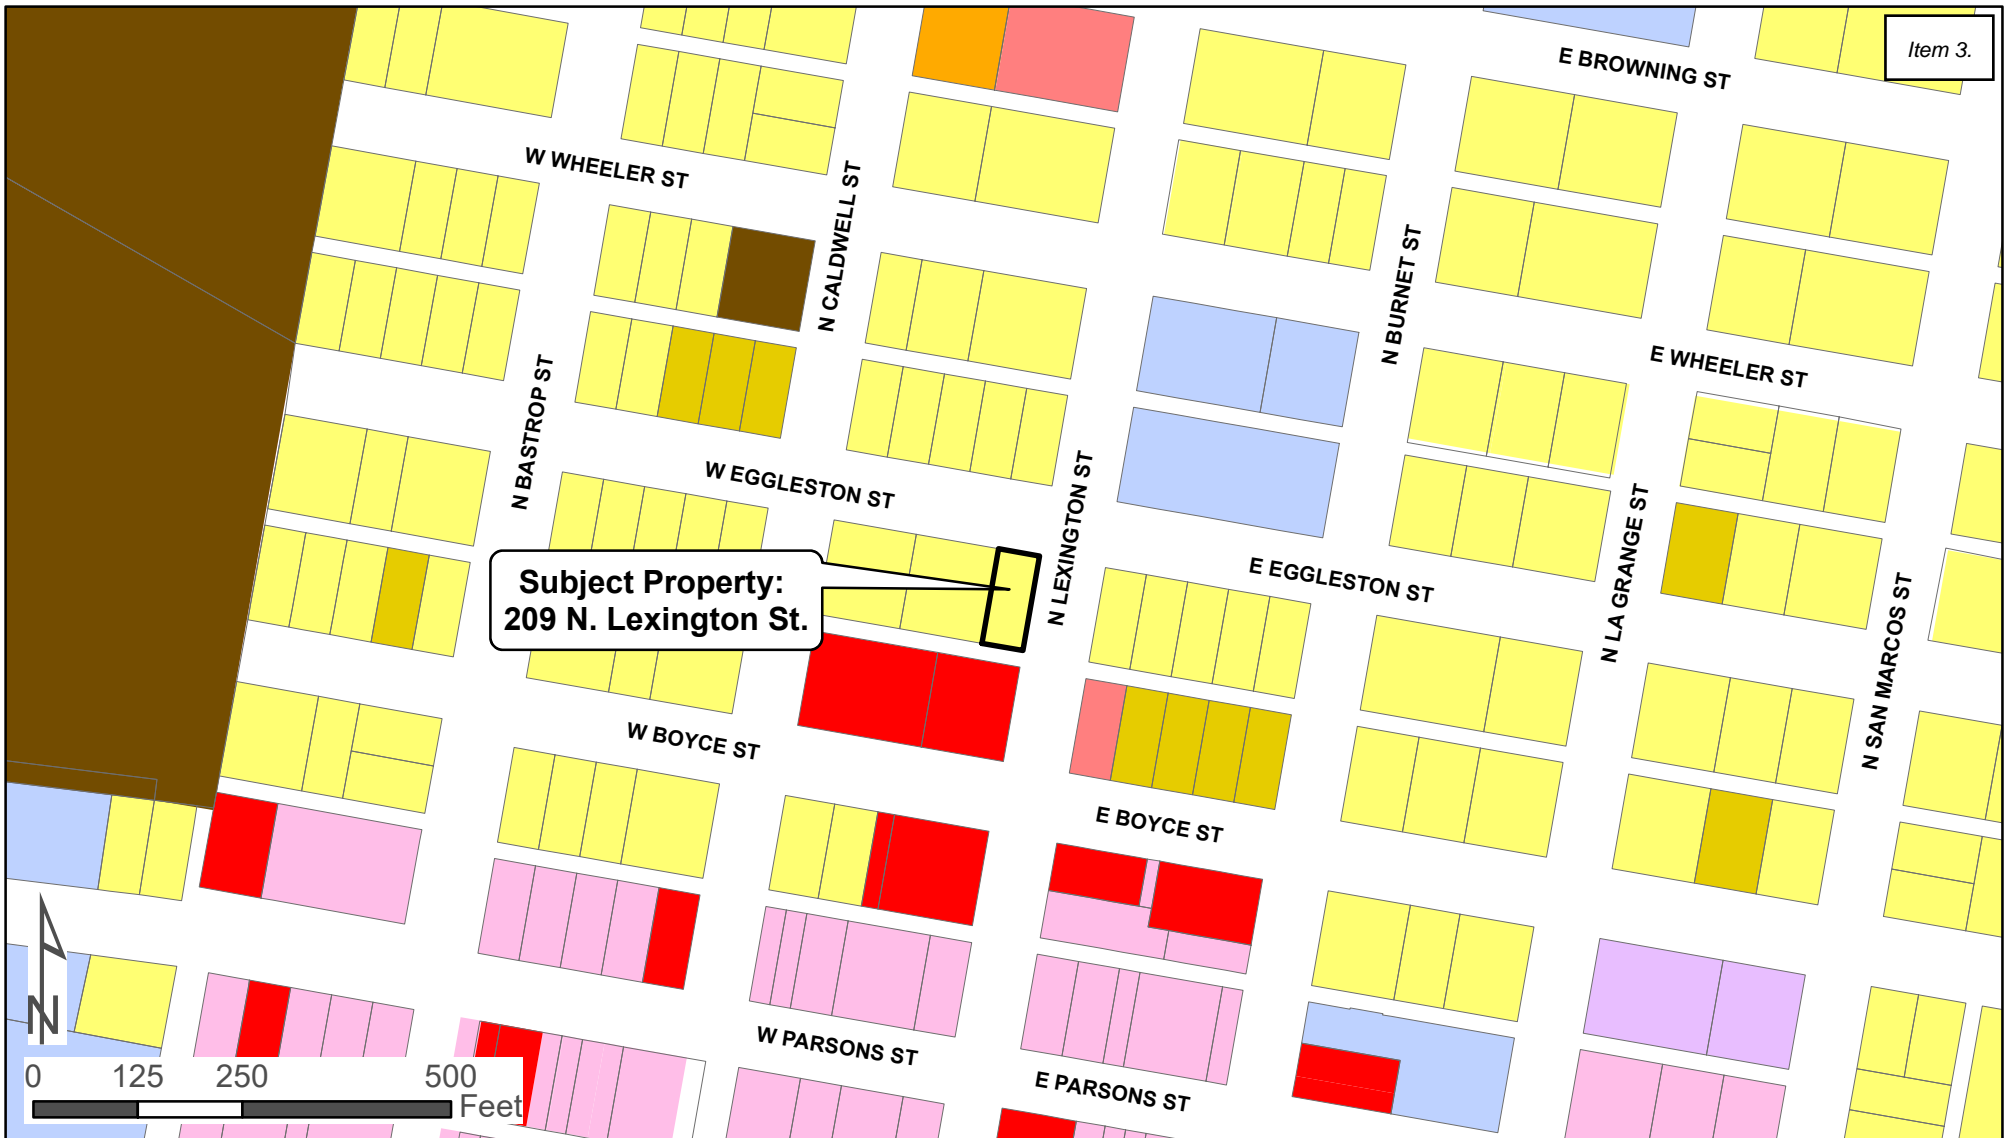 Item 3.
E BROWNING ST
W WHEELER ST
N CALDWELL ST
N BURNET ST
E WHEELER ST
N BASTROP ST
W EGGLESTON ST
N LEXINGTON ST
E EGGLESTON ST
N LA GRANGE ST
N SAN MARCOS ST
Subject Property:
209 N. Lexington St.
W BOYCE ST
E BOYCE ST
W PARSONS ST
E PARSONS ST
N
0 125 250 500
Feet